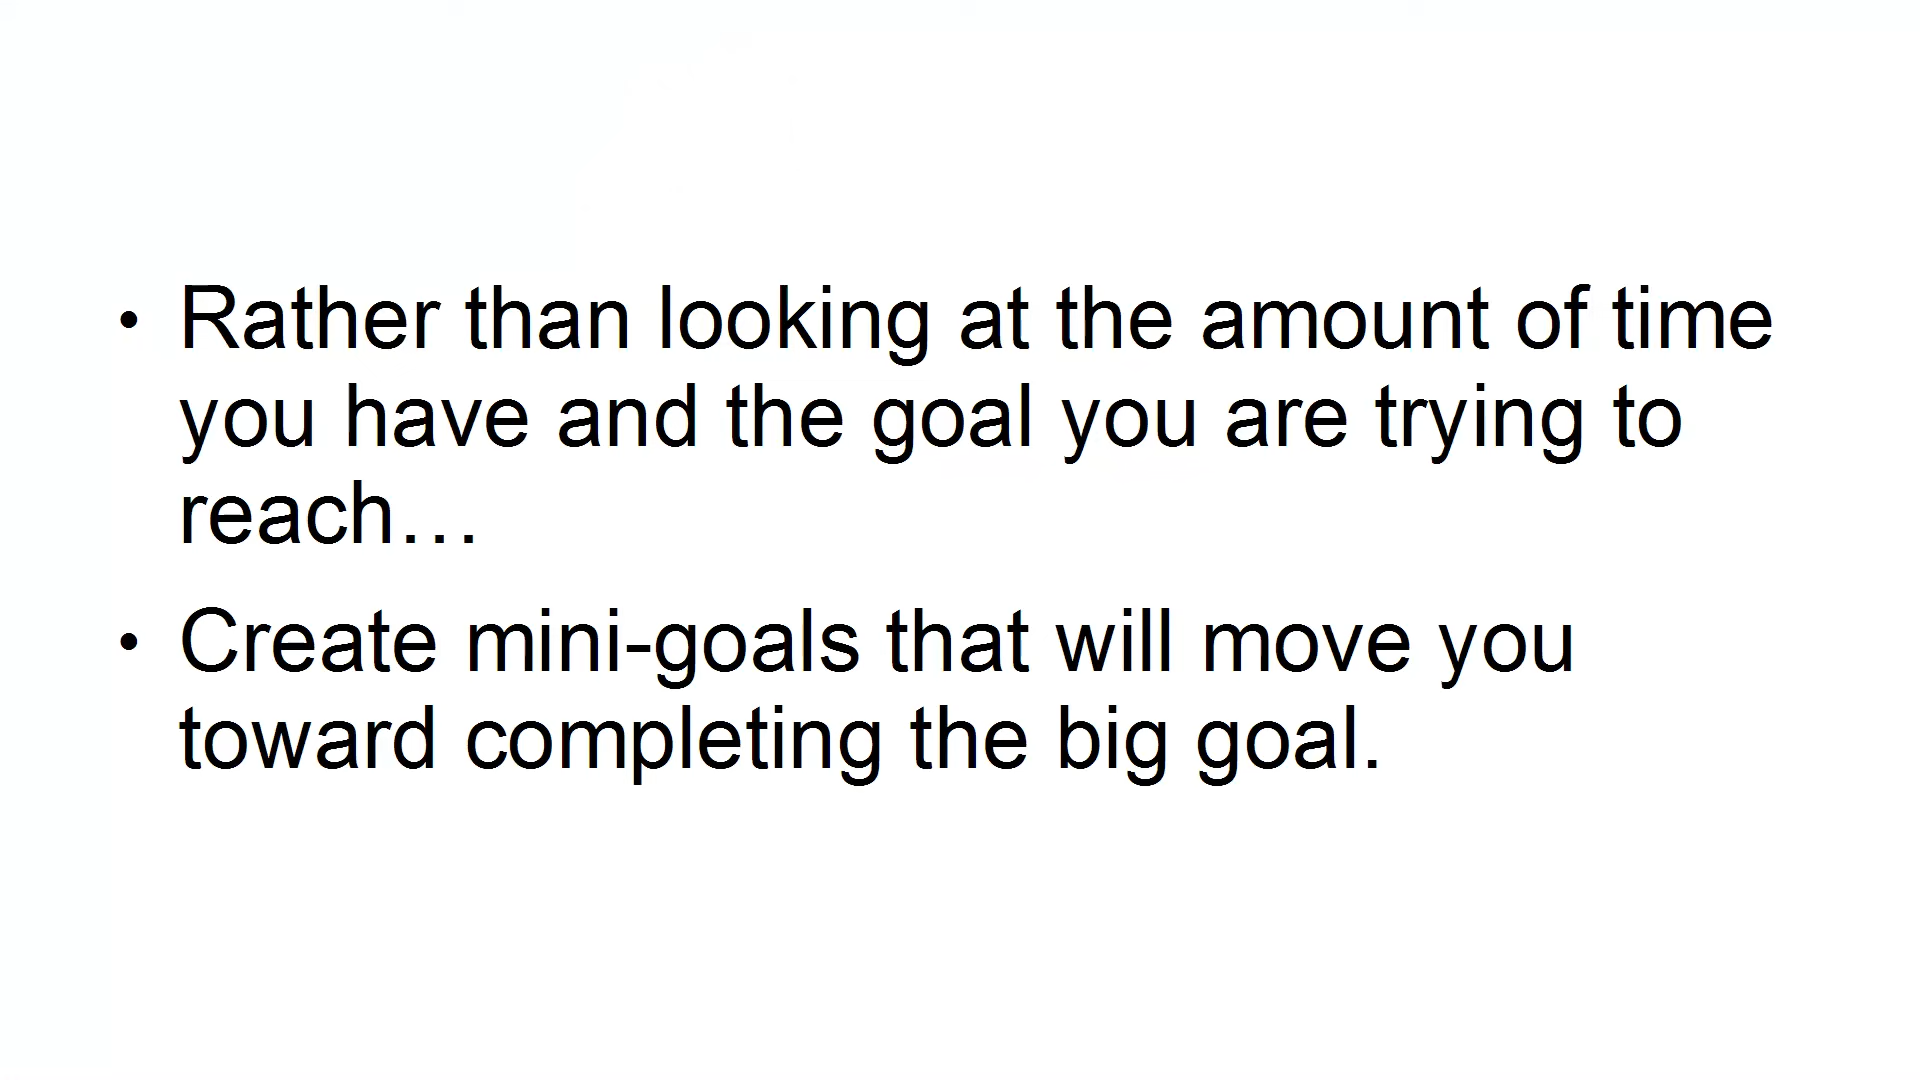 • Rather than looking at the amount of time
you have and the goal you are trying to
reach…
• Create mini-goals that will move you
toward completing the big goal.